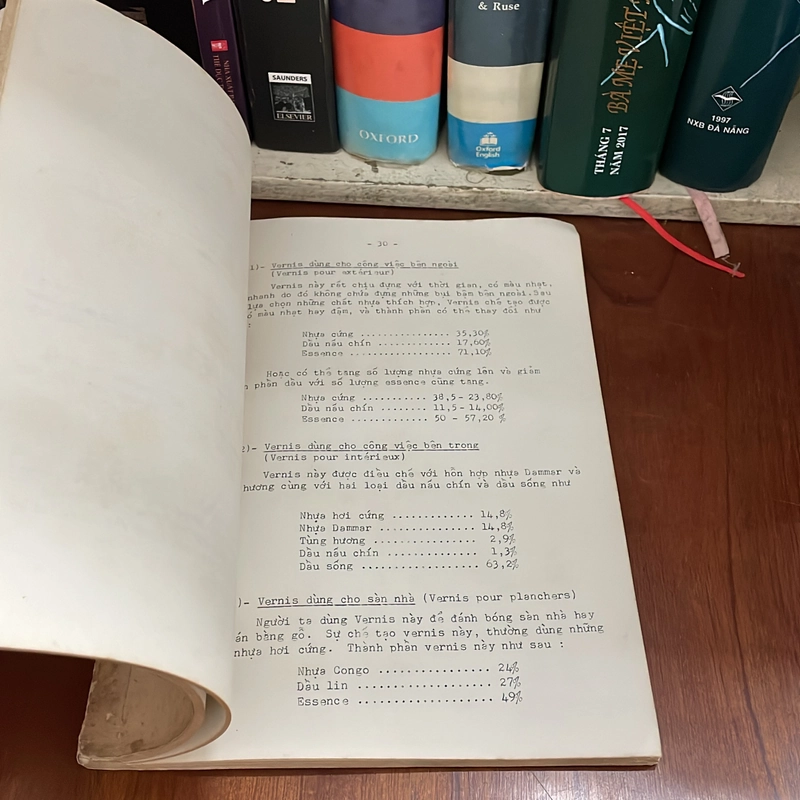 NHÀ XUẤT B
THỂ DỤC
SAUNDERS
ELSEVIER
OXFORD
& Ruse
Oxford
English
BÀ MẸ VIỆT
THÁNG 7
NĂM 2017
1997
NXB ĐÀ NẴNG
- 30 -
1)- Vernis dùng cho công việc bên ngoài
(Vernis pour extérieur)
Vernis này rất chịu đựng với thời gian, có màu nhạt.
nhanh do đó không chứa đựng những bụi bậm bên ngoài.Sau
lựa chọn những chất nhựa thích hợp, Vernis chế tạo được
ó màu nhạt hay đậm, và thành phần có thể thay đổi như
:
Nhựa cứng ................ 35,30%
Dầu nấu chín ............. 17,60%
Essence .................. 71,10%
Hoặc có thể tăng số lượng nhựa cứng lên và giảm
phần dầu với số lượng essence cũng tăng.
Nhựa cứng ........... 38,5- 23,80%
Dầu nấu chín ........ 11,5- 14,00%
Essence ............. 50 - 57,20 %
2)- Vernis dùng cho công việc bên trong
(Vernis pour intérieux)
Vernis này được điều chế với hỗn hợp nhựa Dammar và
hương cùng với hai loại dầu nấu chín và dầu sống như
Nhựa hơi cứng ............ 14,8%
Nhựa Dammar .............. 14,8%
Tùng hương ............... 2,9%
Dầu nấu chín ............. 1,3%
Dầu sống ................. 63,2%
)- Vernis dùng cho sàn nhà (Vernis pour planchers)
Người ta dùng Vernis này để đánh bóng sàn nhà hay
án bằng gỗ. Sự chế tạo vernis này, thường dùng những
nhựa hơi cứng. Thành phần vernis này như sau :
Nhựa Congo ................ 24%
Dầu lin ................... 27%
Essence ................... 49%